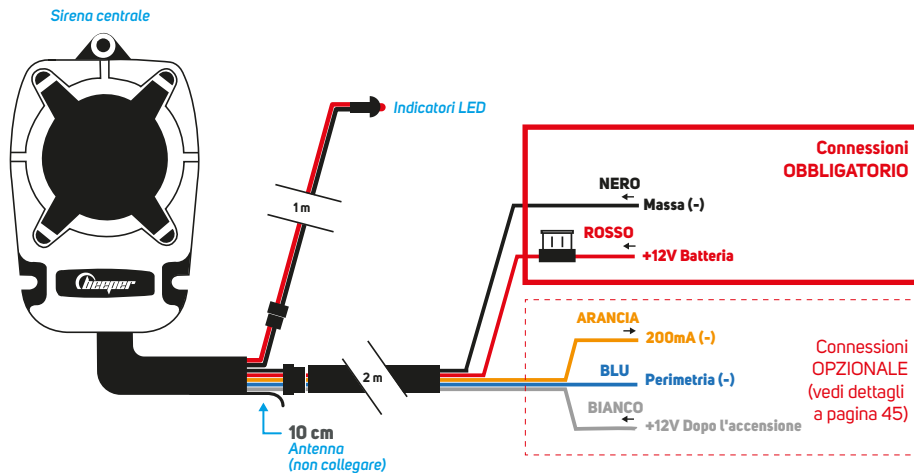 Sirena centrale
beeper
Indicatori LED
1 m
2 m
10 cm
Antenna
(non collegare)
Connessioni
OBBLIGATORIO
NERO
Massa (-)
ROSSO
+12V Batteria
ARANCIA
200mA (-)
BLU
Perimetria (-)
BIANCO
+12V Dopo l'accensione
Connessioni
OPZIONALE
(vedi dettagli
a pagina 45)